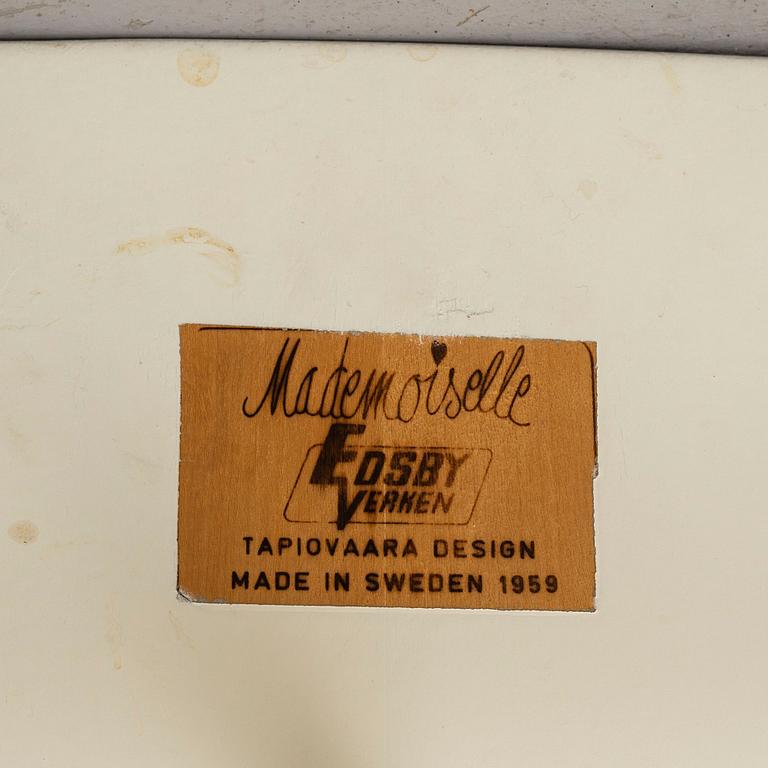 Mademoiselle
EDSBY
VERKEN
TAPIOVAARA DESIGN
MADE IN SWEDEN 1959